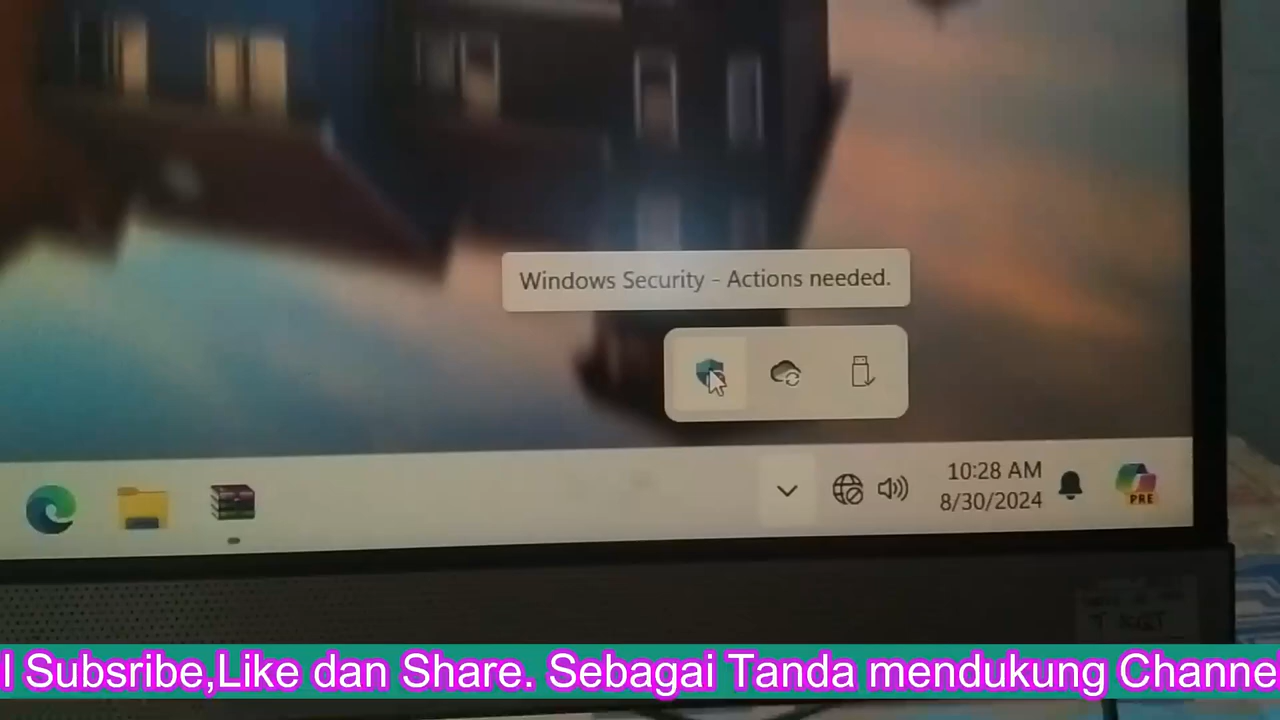 Windows Security - Actions needed.
10:28 AM
8/30/2024
PRE
l Subsribe,Like dan Share. Sebagai Tanda mendukung Channe